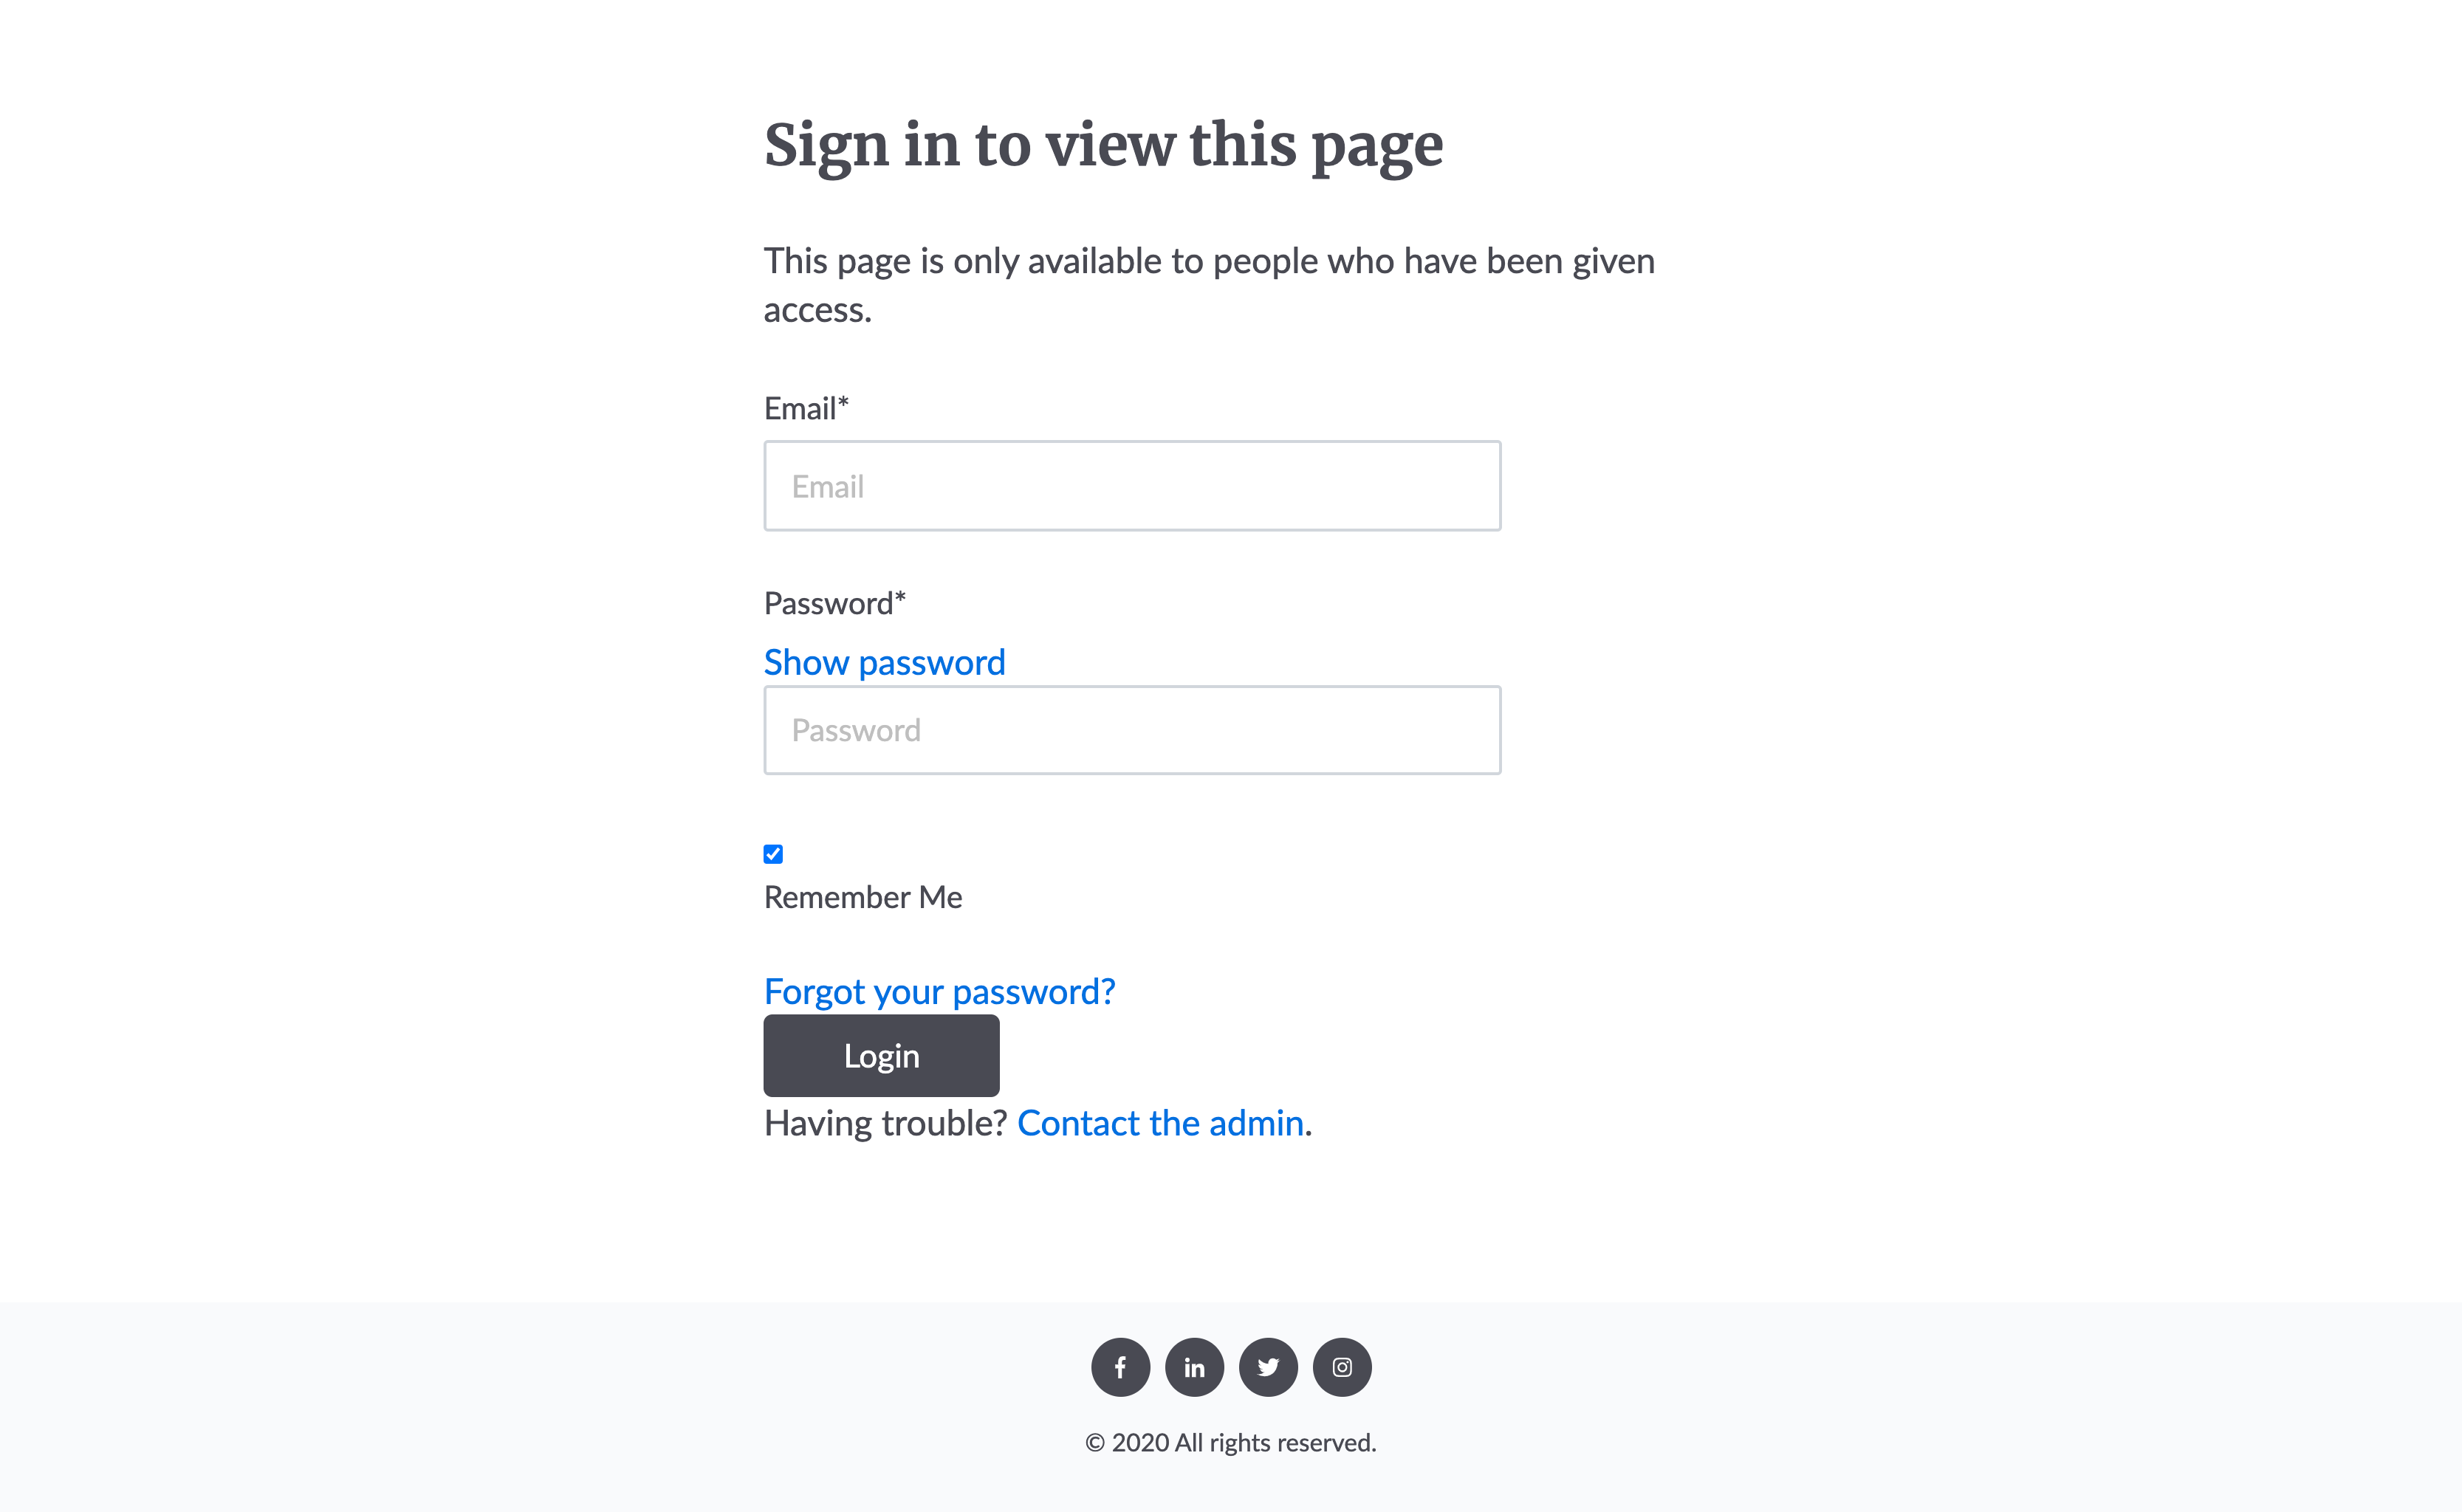 Sign in to view this page
This page is only available to people who have been given
access.
Email*
Email
Password*
Show password
Password
Remember Me
Forgot your password?
Login
Having trouble? Contact the admin.
© 2020 All rights reserved.